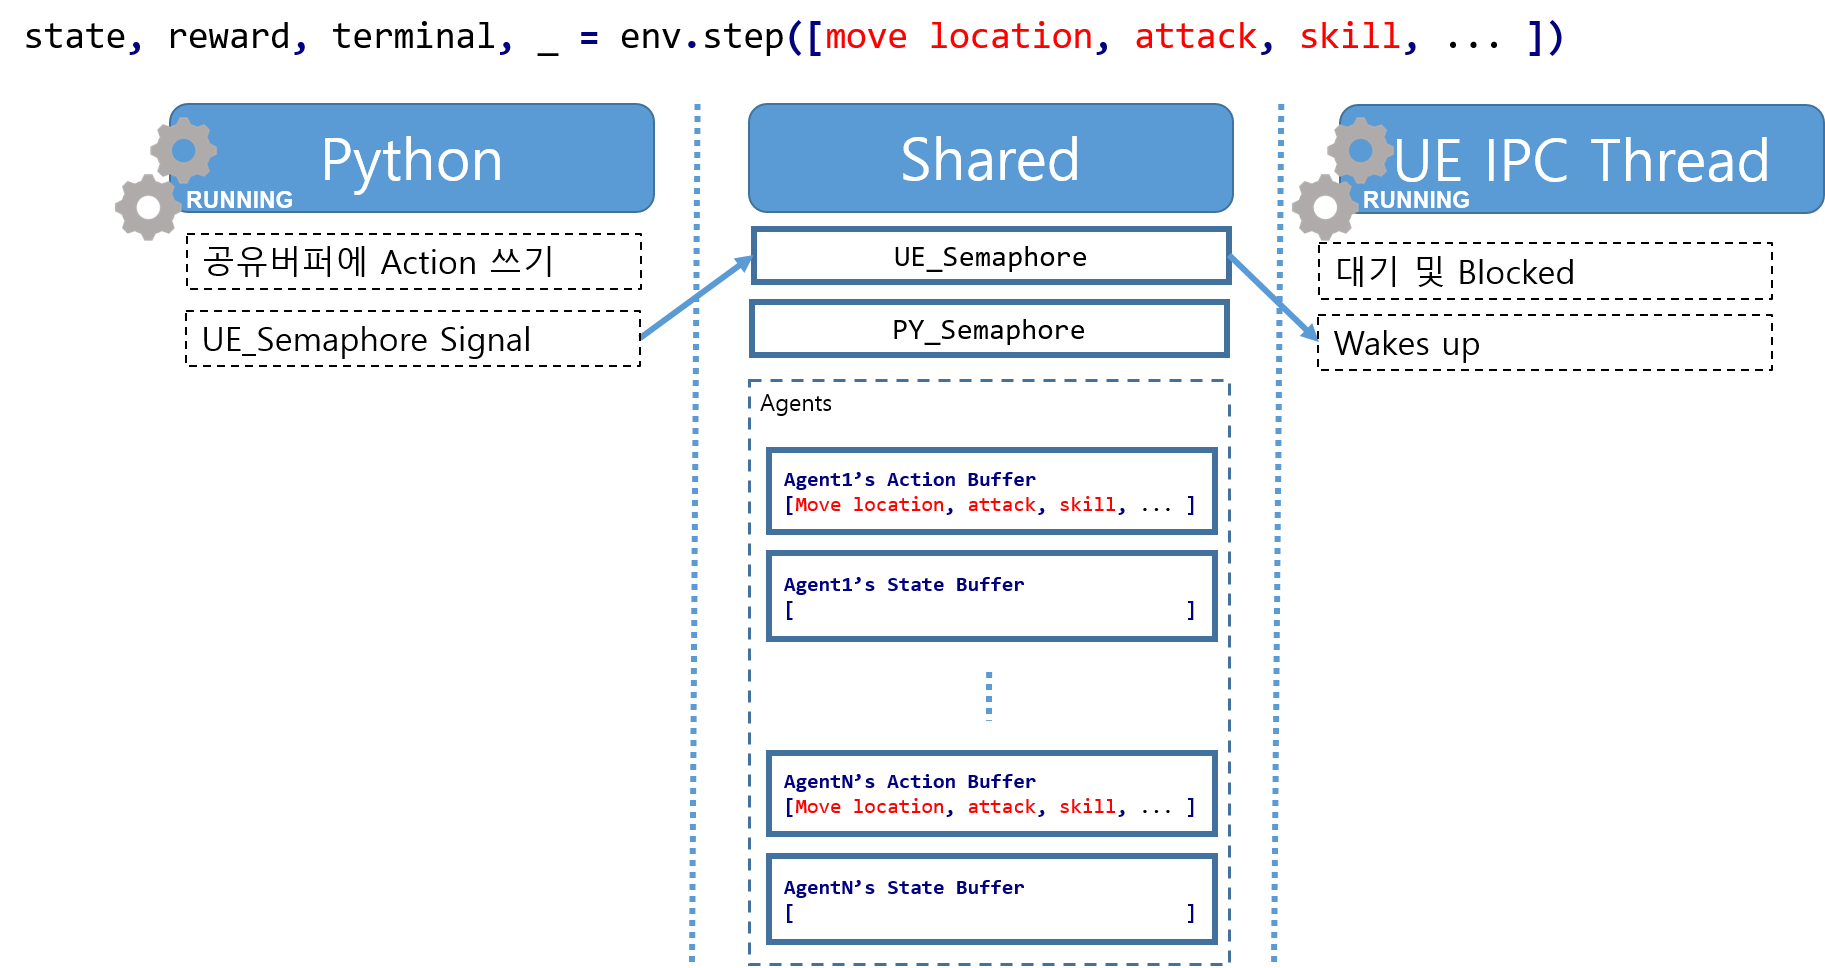 state, reward, terminal, _ = env.step([move location, attack, skill, ... ])
Python
RUNNING
공유버퍼에 Action 쓰기
UE_Semaphore Signal
Shared
UE_Semaphore
PY_Semaphore
Agents
Agent1’s Action Buffer
[Move location, attack, skill, ... ]
Agent1’s State Buffer
[ ]
AgentN’s Action Buffer
[Move location, attack, skill, ... ]
AgentN’s State Buffer
[ ]
UE IPC Thread
RUNNING
대기 및 Blocked
Wakes up